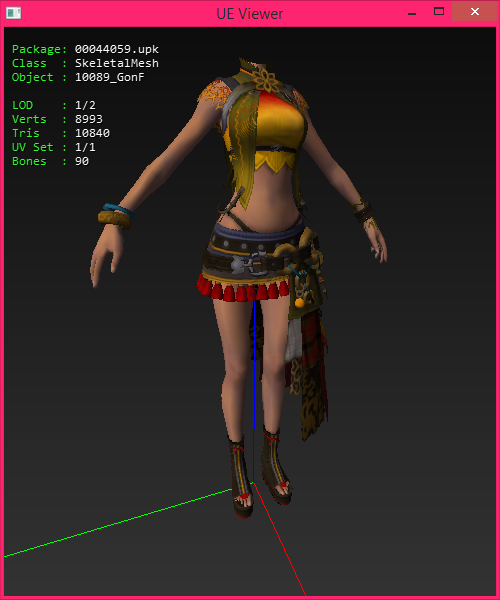 UE Viewer
Package: 00044059.upk
Class : SkeletalMesh
Object : 10089_GonF
LOD : 1/2
Verts : 8993
Tris : 10840
UV Set : 1/1
Bones : 90